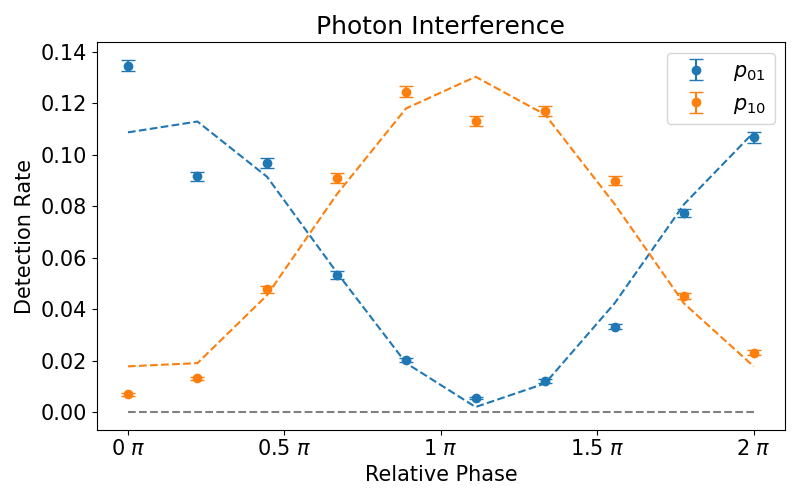 Photon Interference
0.14
0.12
0.10
0.08
0.06
0.04
0.02
0.00
Detection Rate
p₀₁
p₁₀
0 π
0.5 π
1 π
1.5 π
2 π
Relative Phase